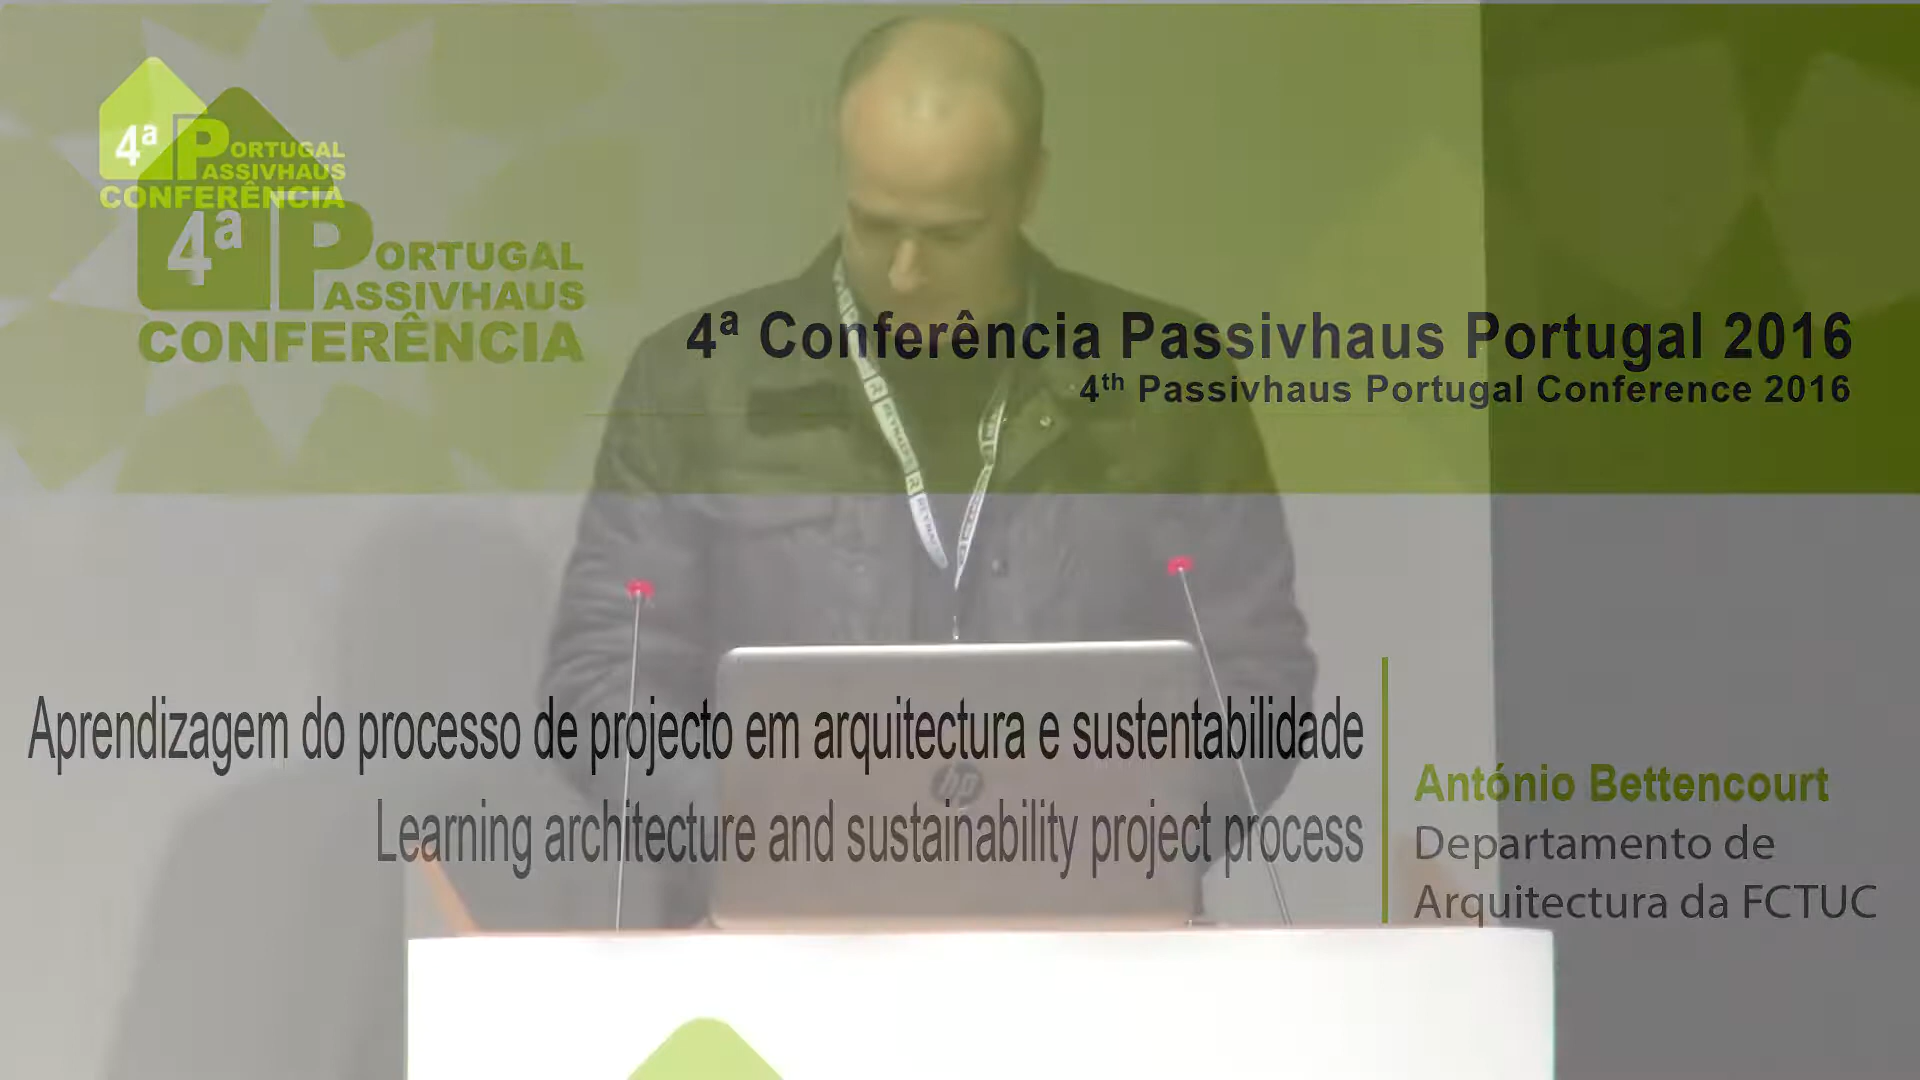 4ª PORTUGAL
PASSIVHAUS
CONFERÊNCIA
4ª PORTUGAL
PASSIVHAUS
CONFERÊNCIA
4ª Conferência Passivhaus Portugal 2016
4th Passivhaus Portugal Conference 2016
REYNAERS
Aprendizagem do processo de projecto em arquitectura e sustentabilidade
Learning architecture and sustainability project process
hp
António Bettencourt
Departamento de
Arquitectura da FCTUC